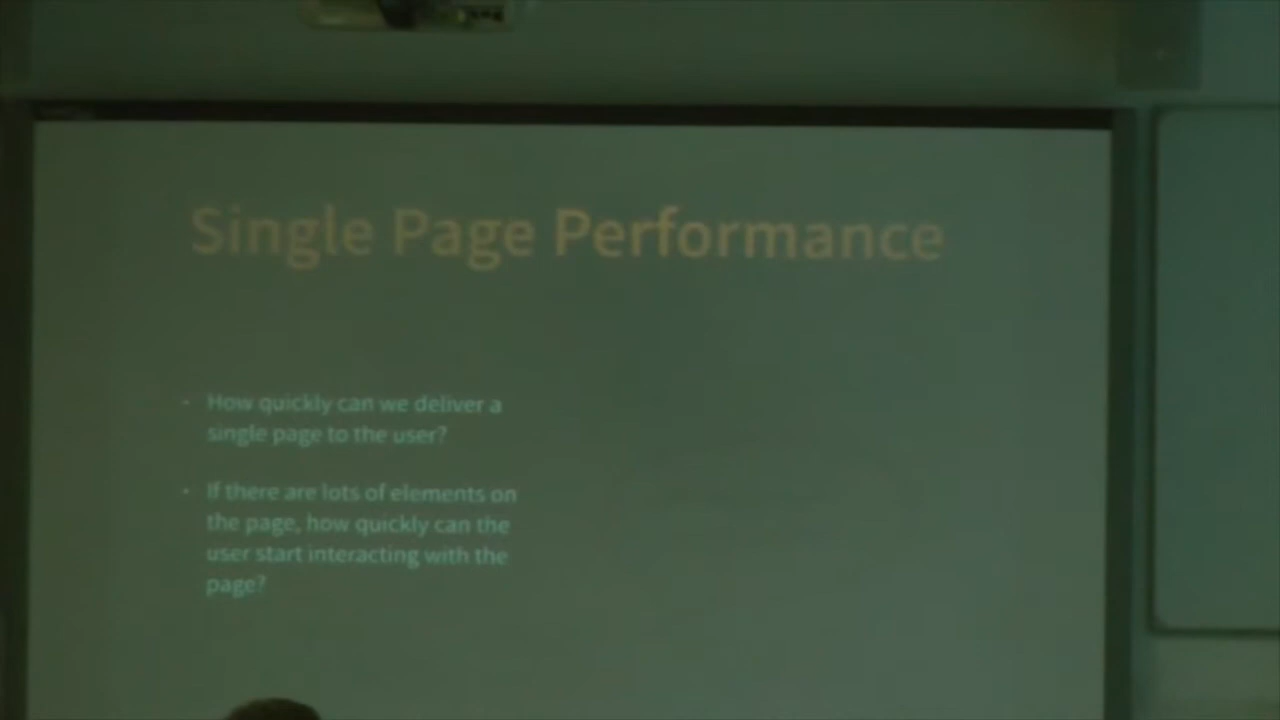 Single Page Performance
- How quickly can we deliver a
single page to the user?
- If there are lots of elements on
the page, how quickly can the
user start interacting with the
page?